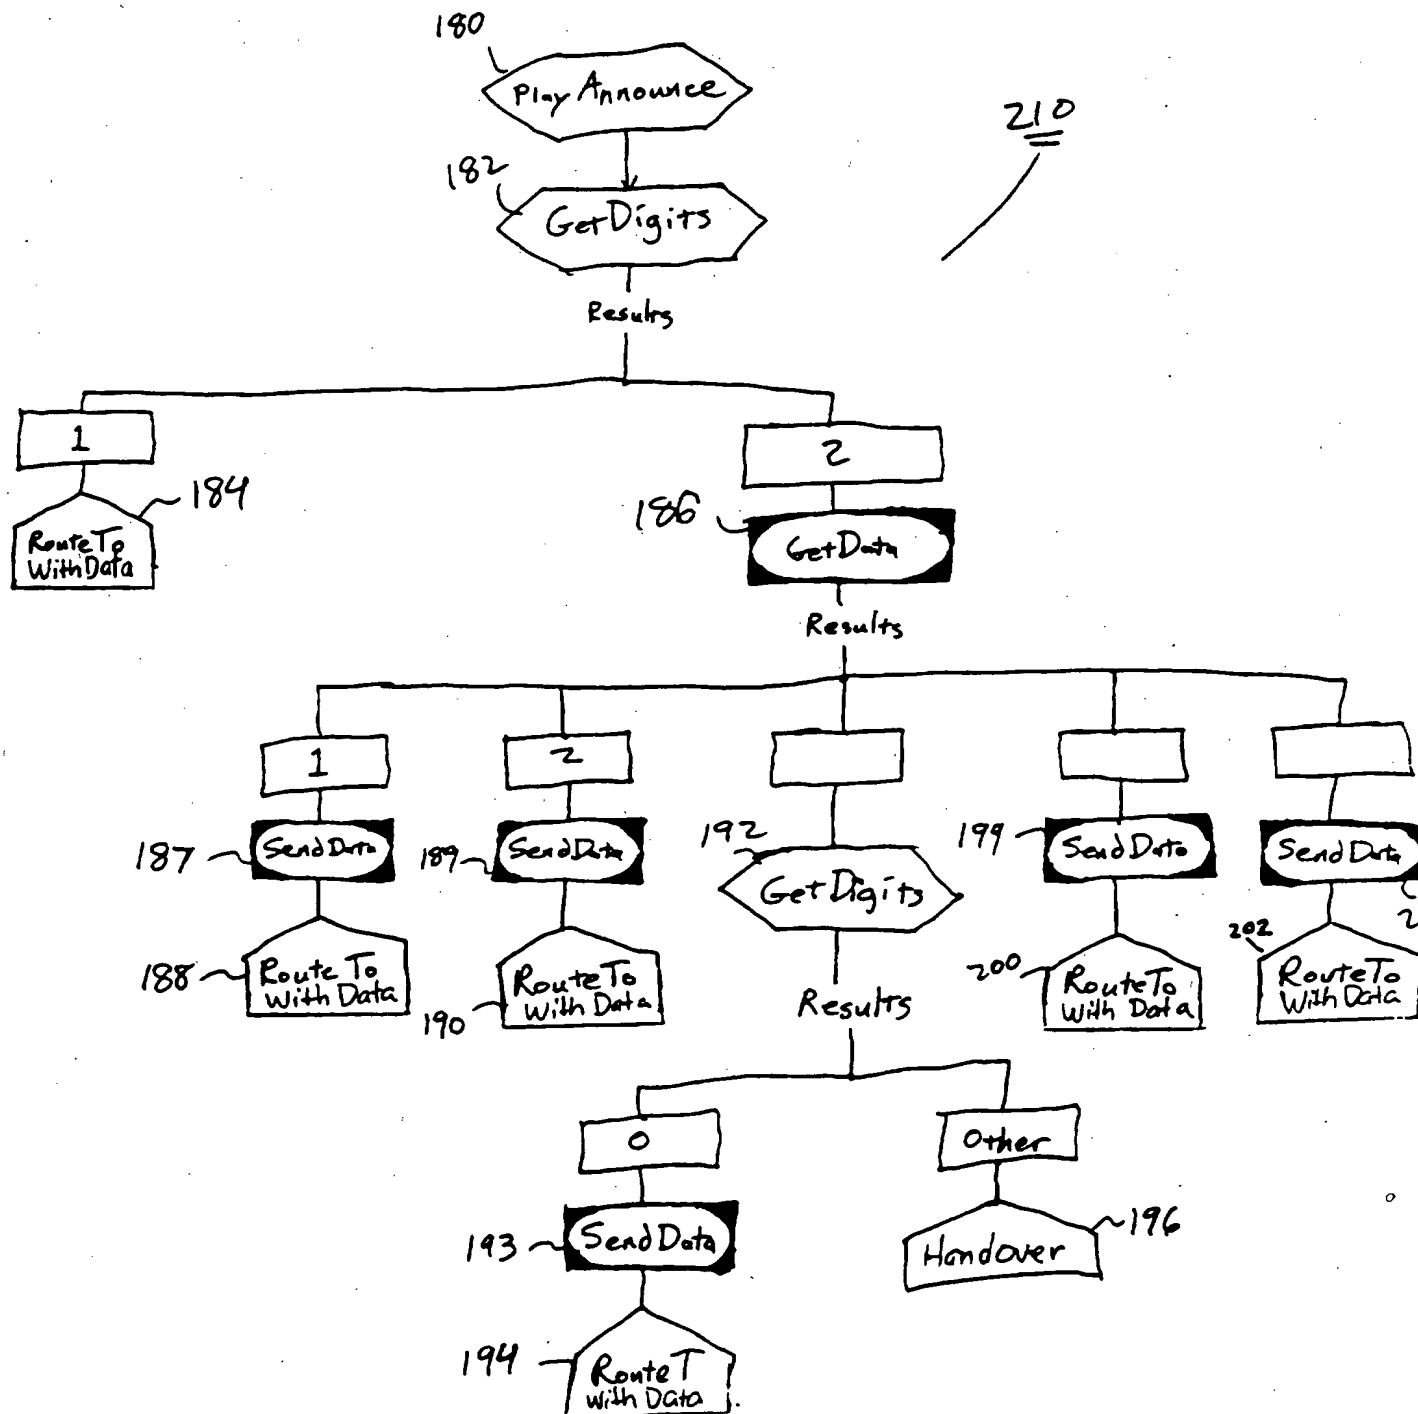 180
Play Announce
210
182
GetDigits
Results
1
2
184
RouteTo
WithData
186
GetData
Results
1
2
187
SendData
189
SendData
192
GetDigits
199
SendData
SendData
2
188
RouteTo
With Data
190
RouteTo
With Data
Results
200
RouteTo
With Data
202
RouteTo
With Data
0
Other
193
SendData
196
Handover
194
RouteT
With Data